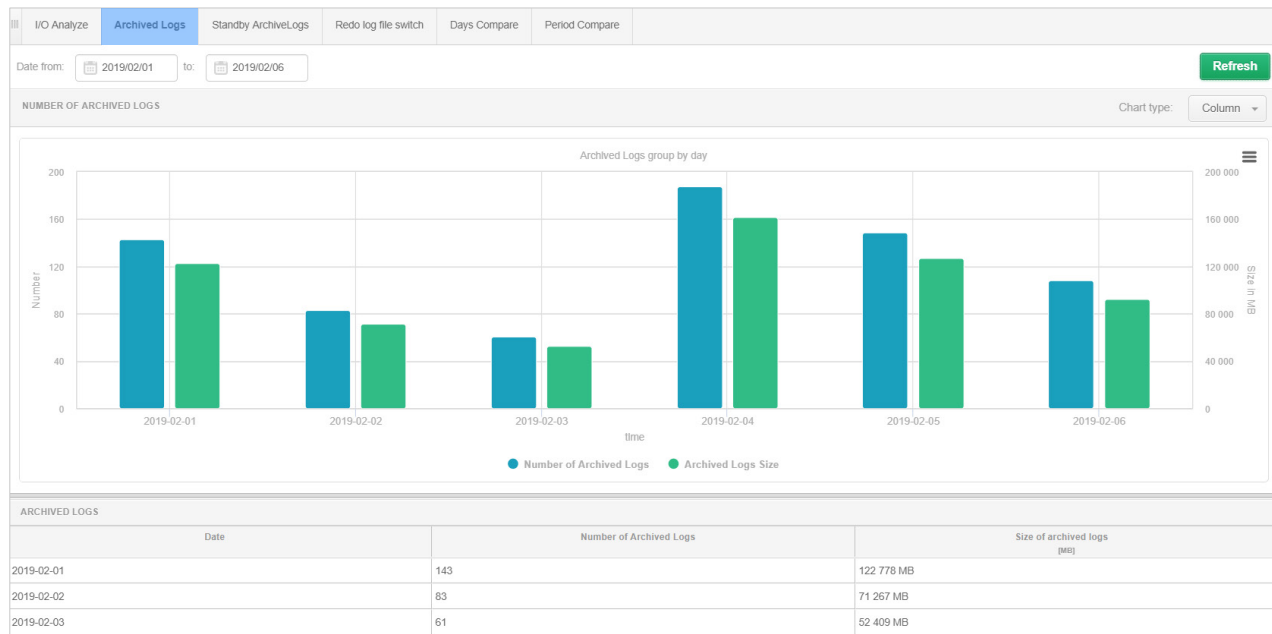 I/O Analyze Archived Logs Standby ArchiveLogs Redo log file switch Days Compare Period Compare
Date from: 2019/02/01 to: 2019/02/06 Refresh
NUMBER OF ARCHIVED LOGS Chart type: Column
Archived Logs group by day
200 200 000
160 160 000
120 120 000
80 80 000
40 40 000
0 0
Number
Size in MB
2019-02-01 2019-02-02 2019-02-03 2019-02-04 2019-02-05 2019-02-06
time
Number of Archived Logs Archived Logs Size
ARCHIVED LOGS
Date Number of Archived Logs Size of archived logs
[MB]
2019-02-01 143 122 778 MB
2019-02-02 83 71 267 MB
2019-02-03 61 52 409 MB